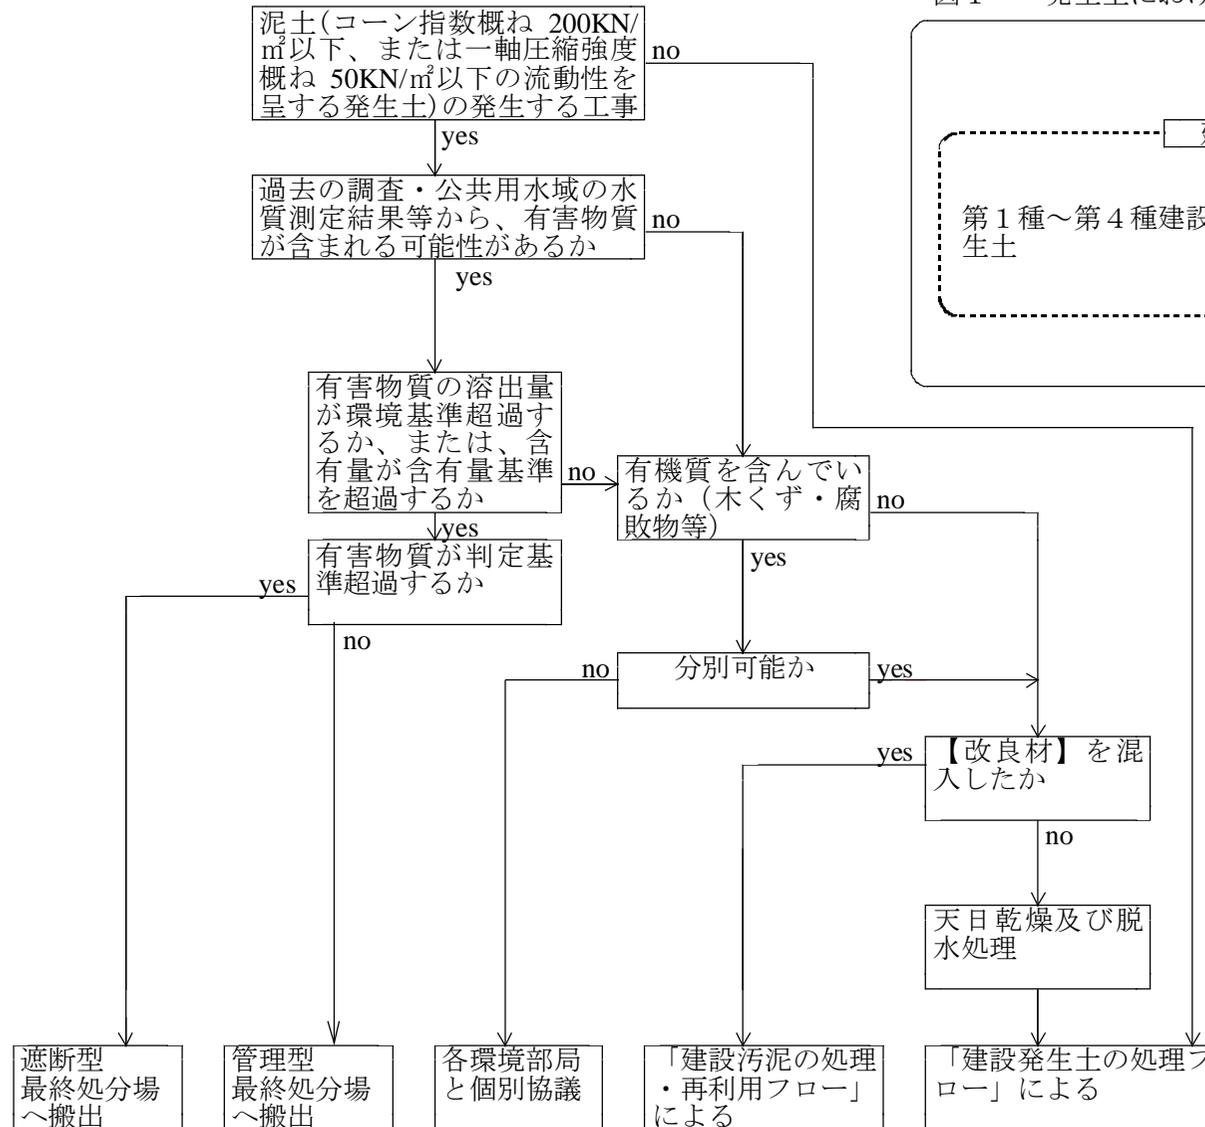 泥土(コーン指数概ね 200KN/
㎡以下、または一軸圧縮強度
概ね 50KN/㎡以下の流動性を
呈する発生土)の発生する工事
no
yes
過去の調査・公共用水域の水
質測定結果等から、有害物質
が含まれる可能性があるか
no
yes
第1種～第4種建設
生土
有害物質の溶出量
が環境基準超過す
るか、または、含
有量が含有量基準
を超過するか
no
yes
有機質を含んでい
るか（木くず・腐
敗物等）
no
yes
有害物質が判定基
準超過するか
yes
no
分別可能か
no
yes
【改良材】を混
入したか
yes
no
天日乾燥及び脱
水処理
遮断型
最終処分場
へ搬出
管理型
最終処分場
へ搬出
各環境部局
と個別協議
「建設汚泥の処理
・再利用フロー」
による
「建設発生土の処理フ
ロー」による